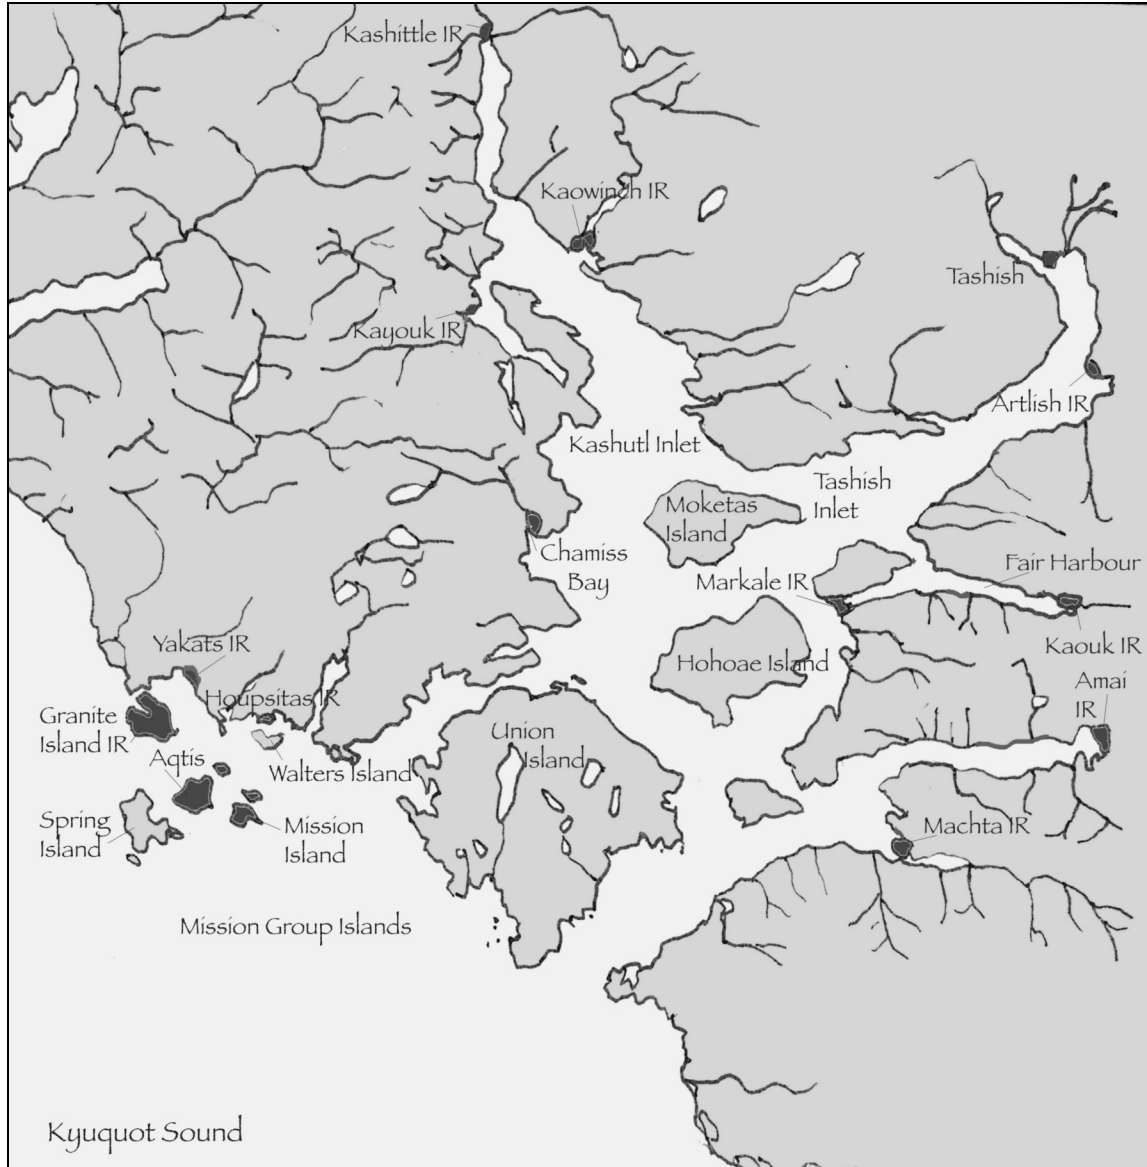 Kashittle IR
Kaowinch IR
Tashish
Kayouk IR
Artlish IR
Kashutl Inlet
Tashish
Inlet
Moketas
Island
Chamiss
Bay
Fair Harbour
Markale IR
Yakats IR
Kaouk IR
Hohoae Island
Houpsitas IR
Amai
IR
Granite
Island IR
Union
Island
Aqtis
Walters Island
Spring
Island
Mission
Island
Machta IR
Mission Group Islands
Kyuquot Sound